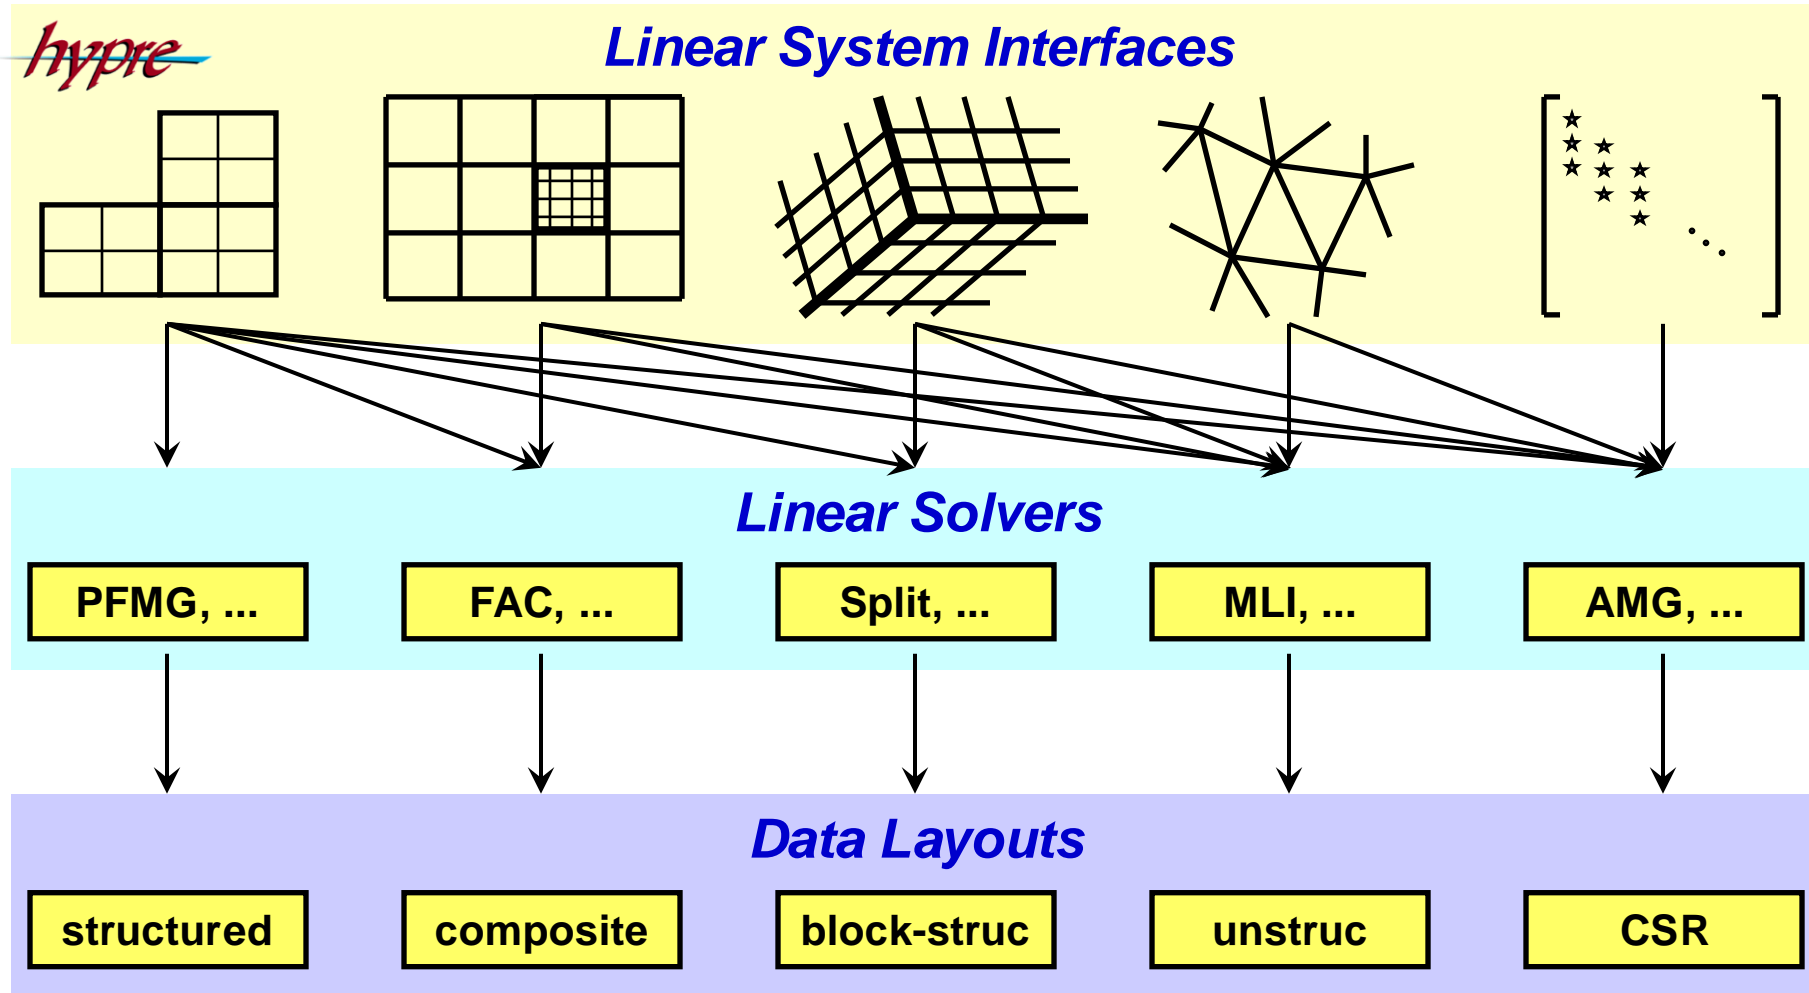 hypre
Linear System Interfaces
Linear Solvers
PFMG, ...
FAC, ...
Split, ...
MLI, ...
AMG, ...
Data Layouts
structured
composite
block-struc
unstruc
CSR